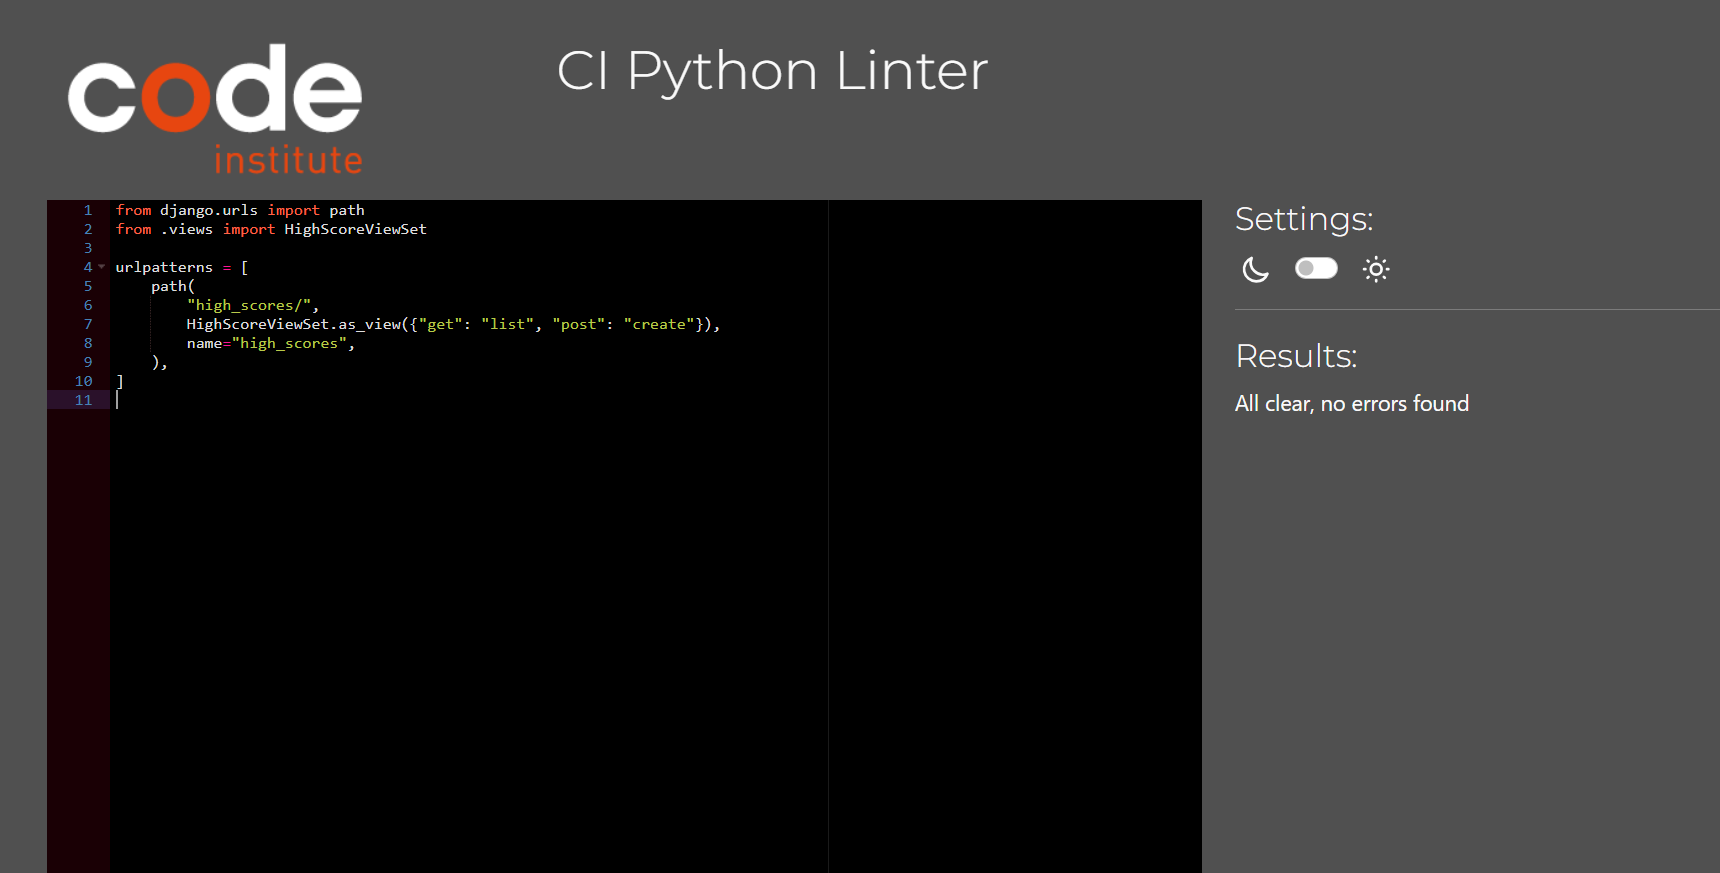 code
institute
CI Python Linter
1 from django.urls import path
2 from .views import HighScoreViewSet
3
4 urlpatterns = [
5     path(
6         "high_scores/",
7         HighScoreViewSet.as_view({"get": "list", "post": "create"}),
8         name="high_scores",
9     ),
10 ]
11
Settings:
Results:
All clear, no errors found